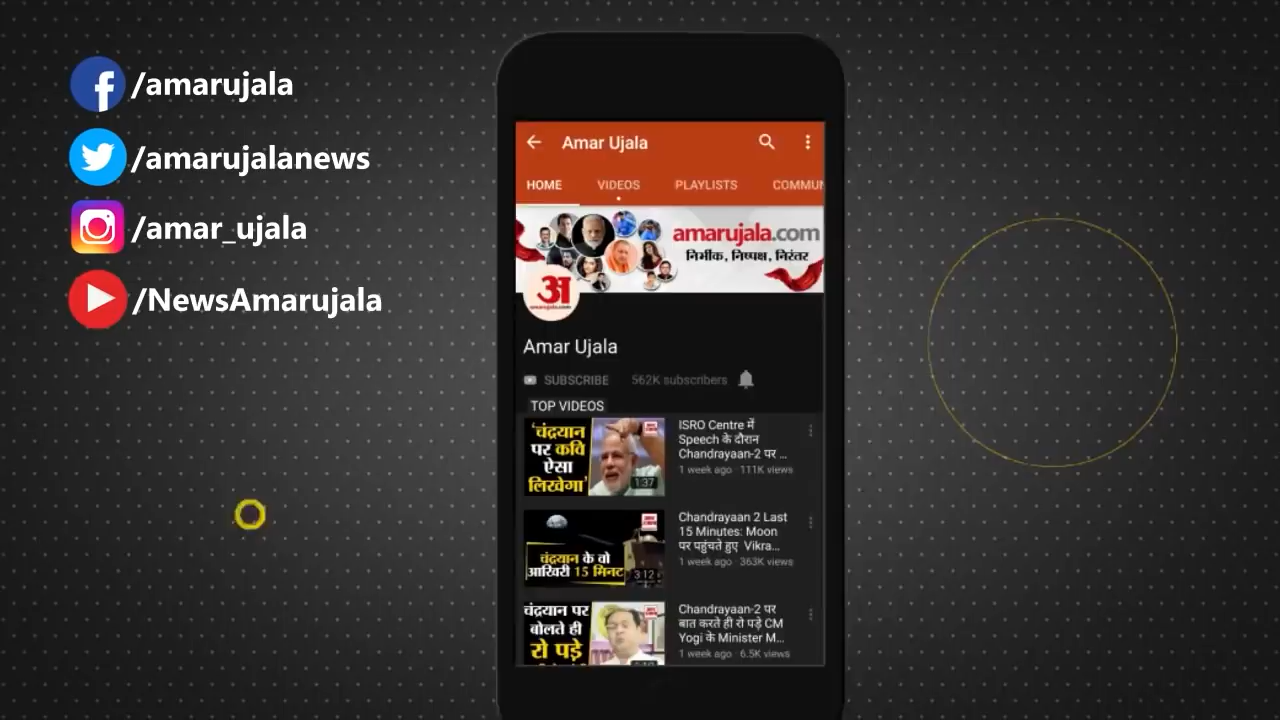 /amarujala
/amarujalanews
/amar_ujala
/NewsAmarujala
Amar Ujala
HOME VIDEOS PLAYLISTS COMMUN
amarujala.com
निर्भीक, निष्पक्ष, निरंतर
अ
amarujala.com
Amar Ujala
SUBSCRIBE 562K subscribers
TOP VIDEOS
'चंद्रयान
पर कवि
ऐसा
लिखेगा'
1:37
ISRO Centre में
Speech के दौरान
Chandrayaan-2 पर ...
1 week ago · 111K views
चंद्रयान के वो
आखिरी 15 मिनट
3:12
Chandrayaan 2 Last
15 Minutes: Moon
पर पहुंचते हुए Vikra...
1 week ago · 363K views
चंद्रयान पर
बोलते ही
रो पड़े
Chandrayaan-2 पर
बात करते ही रो पड़े CM
Yogi के Minister M...
1 week ago · 6.5K views